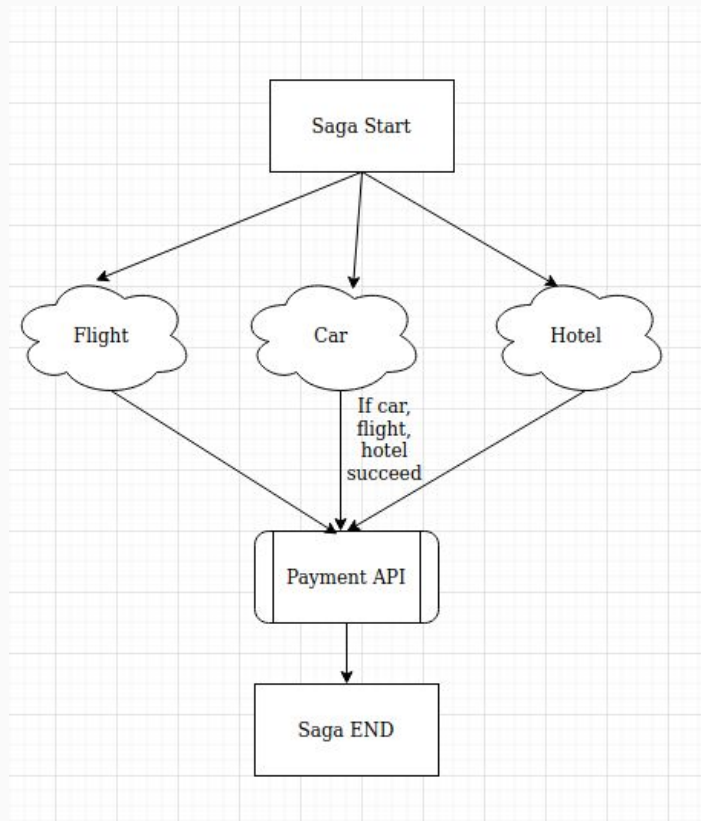 Saga Start
Flight
Car
Hotel
If car,
flight,
hotel
succeed
Payment API
Saga END